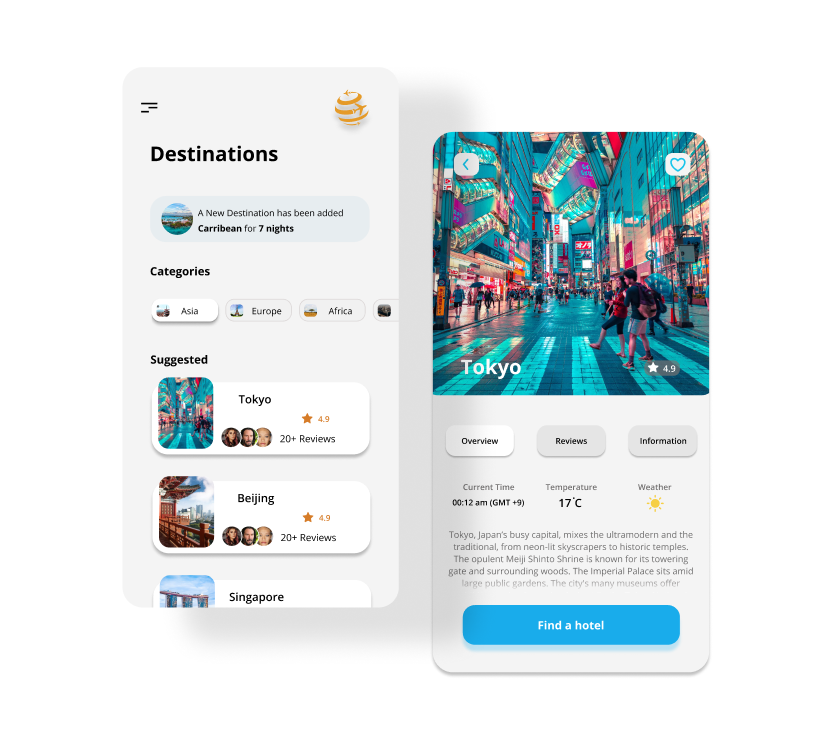 Destinations
A New Destination has been added
Carribean for 7 nights
Categories
Asia
Europe
Africa
Suggested
Tokyo
4.9
20+ Reviews
Beijing
4.9
20+ Reviews
Singapore
Tokyo
4.9
Overview
Reviews
Information
Current Time
Temperature
Weather
00:12 am (GMT +9)
17°C
Tokyo, Japan's busy capital, mixes the ultramodern and the
traditional, from neon-lit skyscrapers to historic temples.
The opulent Meiji Shinto Shrine is known for its towering
gate and surrounding woods. The Imperial Palace sits amid
large public gardens. The city's many museums offer
Find a hotel